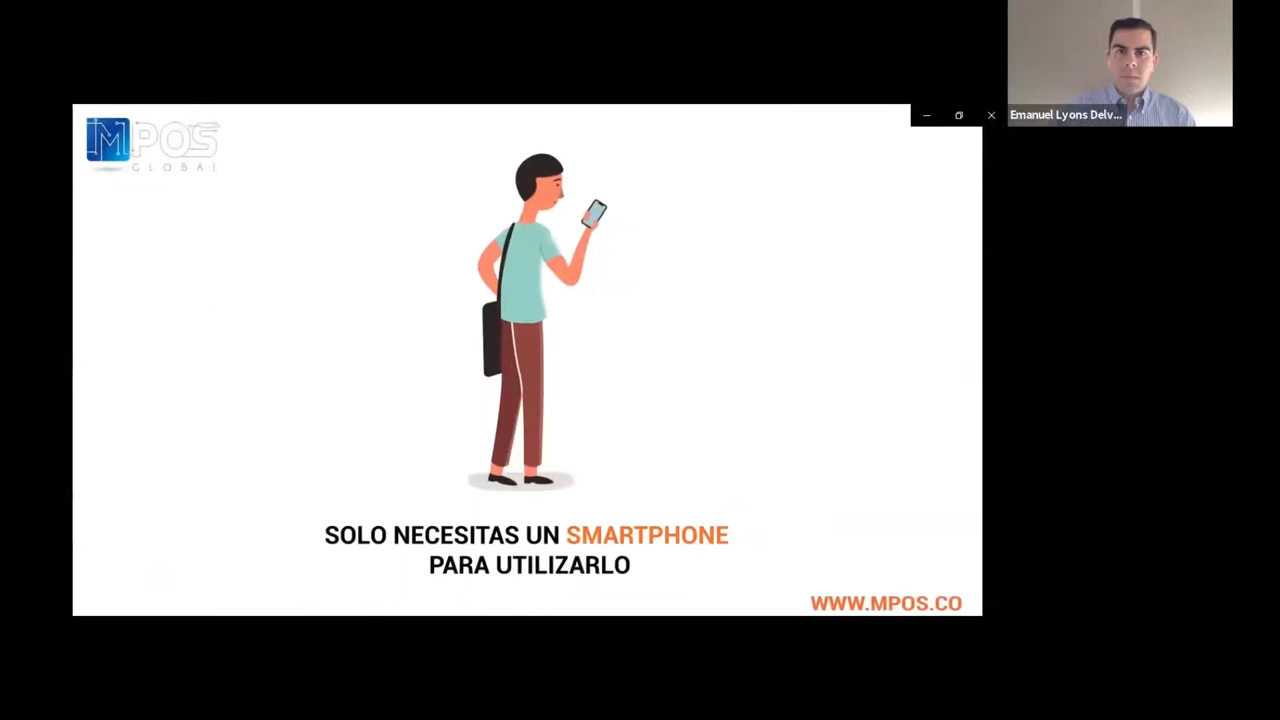 MPOS
GLOBAL
Emanuel Lyons Delv...
SOLO NECESITAS UN SMARTPHONE
PARA UTILIZARLO
WWW.MPOS.CO